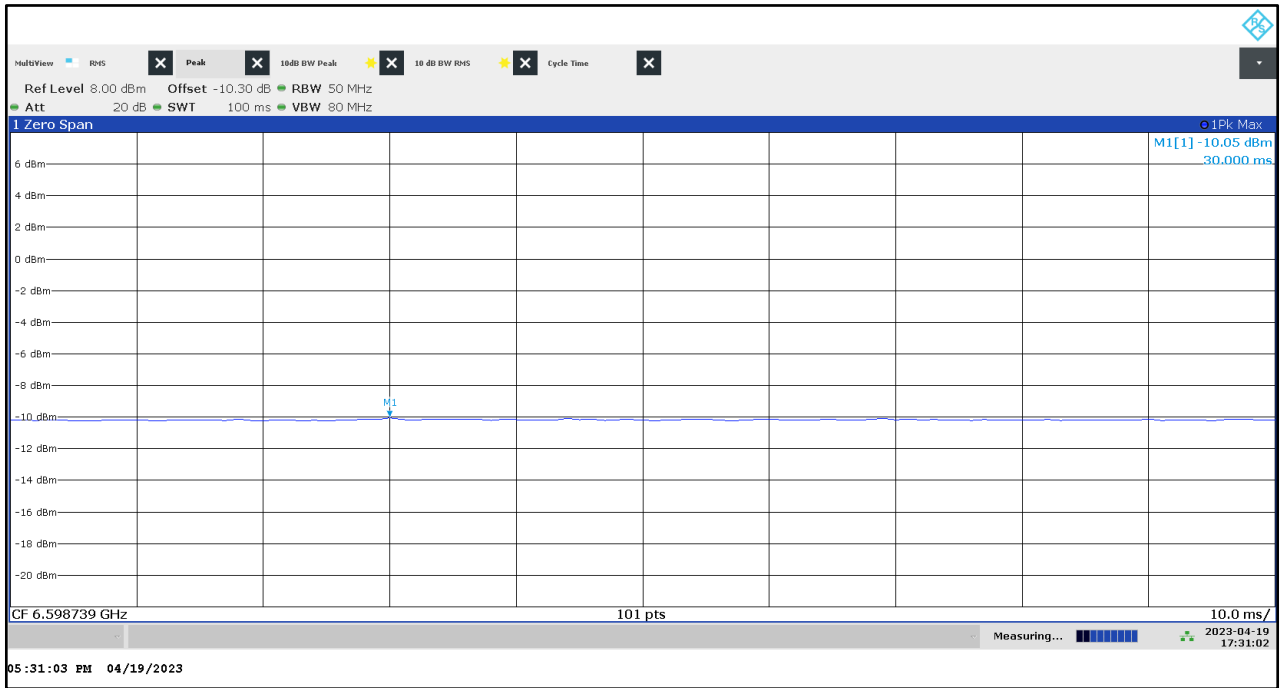 R&S
MultiView RMS Peak 10dB BW Peak 10 dB BW RMS Cycle Time
Ref Level 8.00 dBm Offset -10.30 dB RBW 50 MHz
Att 20 dB SWT 100 ms VBW 80 MHz
1 Zero Span 1Pk Max
M1[1] -10.05 dBm
30.000 ms
6 dBm
4 dBm
2 dBm
0 dBm
-2 dBm
-4 dBm
-6 dBm
-8 dBm
M1
-10 dBm
-12 dBm
-14 dBm
-16 dBm
-18 dBm
-20 dBm
CF 6.598739 GHz 101 pts 10.0 ms/
Measuring... 2023-04-19
17:31:02
05:31:03 PM 04/19/2023